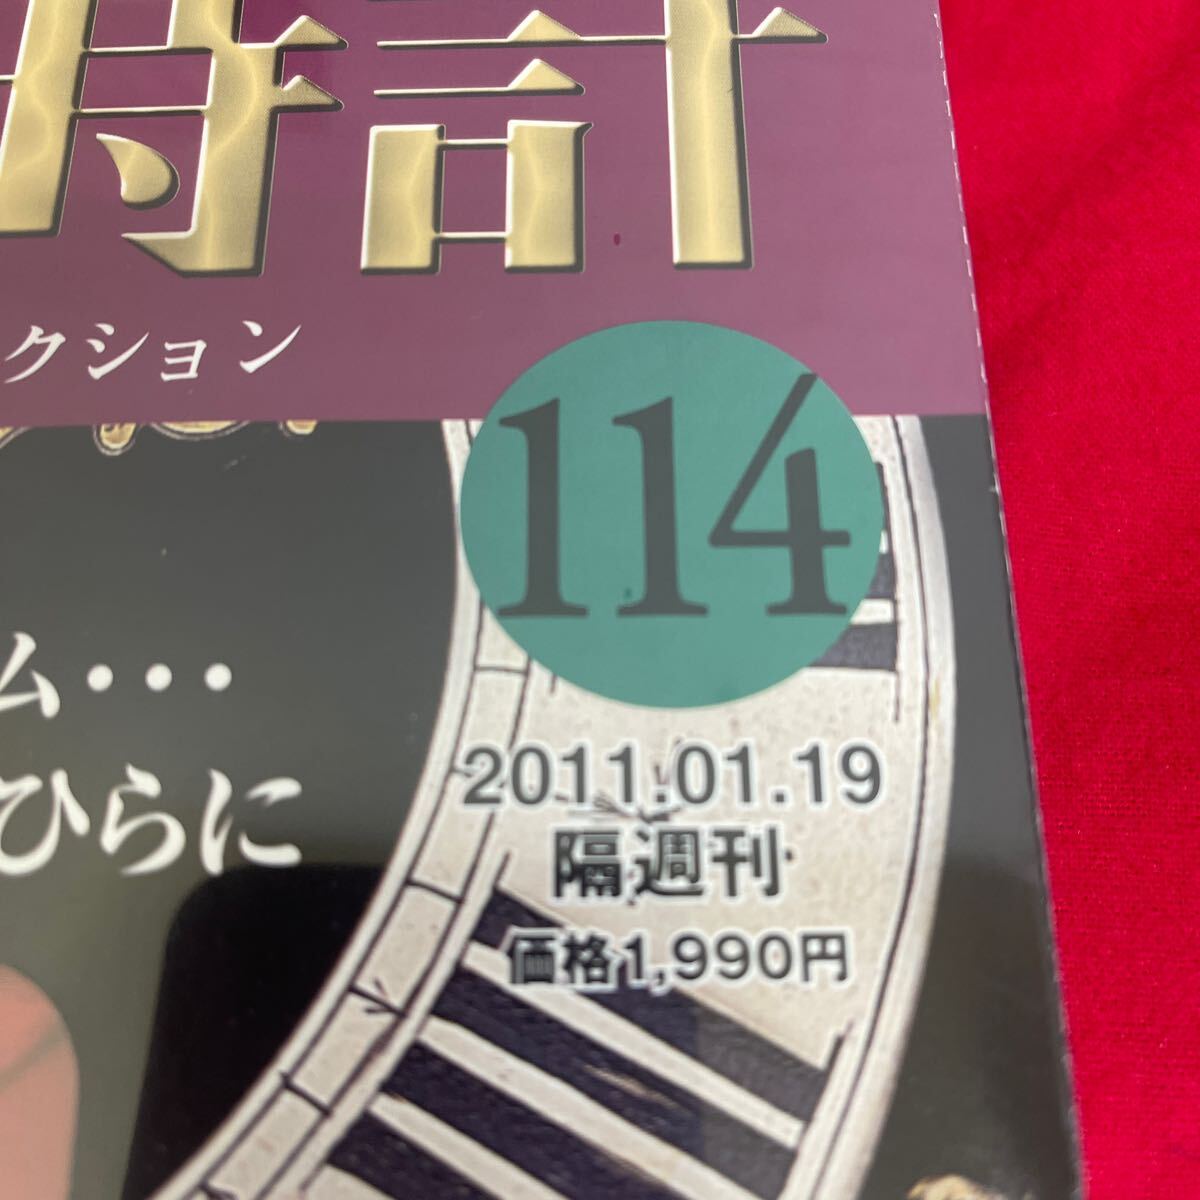 時計
クション
114
ム･･･
ひらに
2011.01.19
隔週刊
価格1,990円